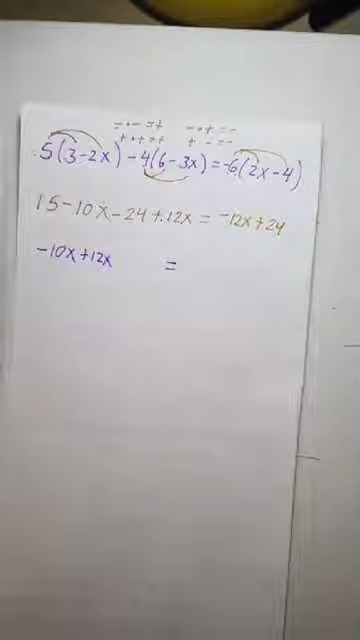 - • - = + - • + = -
+ • + = + + • - = -
5(3-2x) - 4(6-3x) = -6(2x-4)
15-10x-24+12x = -12x+24
-10x+12x =